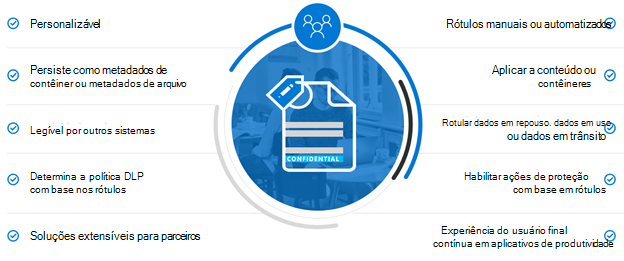 Personalizável
Persiste como metadados de
contêiner ou metadados de arquivo
Legível por outros sistemas
Determina a política DLP
com base nos rótulos
Soluções extensíveis para parceiros
CONFIDENTIAL
Rótulos manuais ou automatizados
Aplicar a conteúdo ou
contêineres
Rotular dados em repouso, dados em uso
ou dados em trânsito
Habilitar ações de proteção
com base em rótulos
Experiência do usuário final
contínua em aplicativos de produtividade